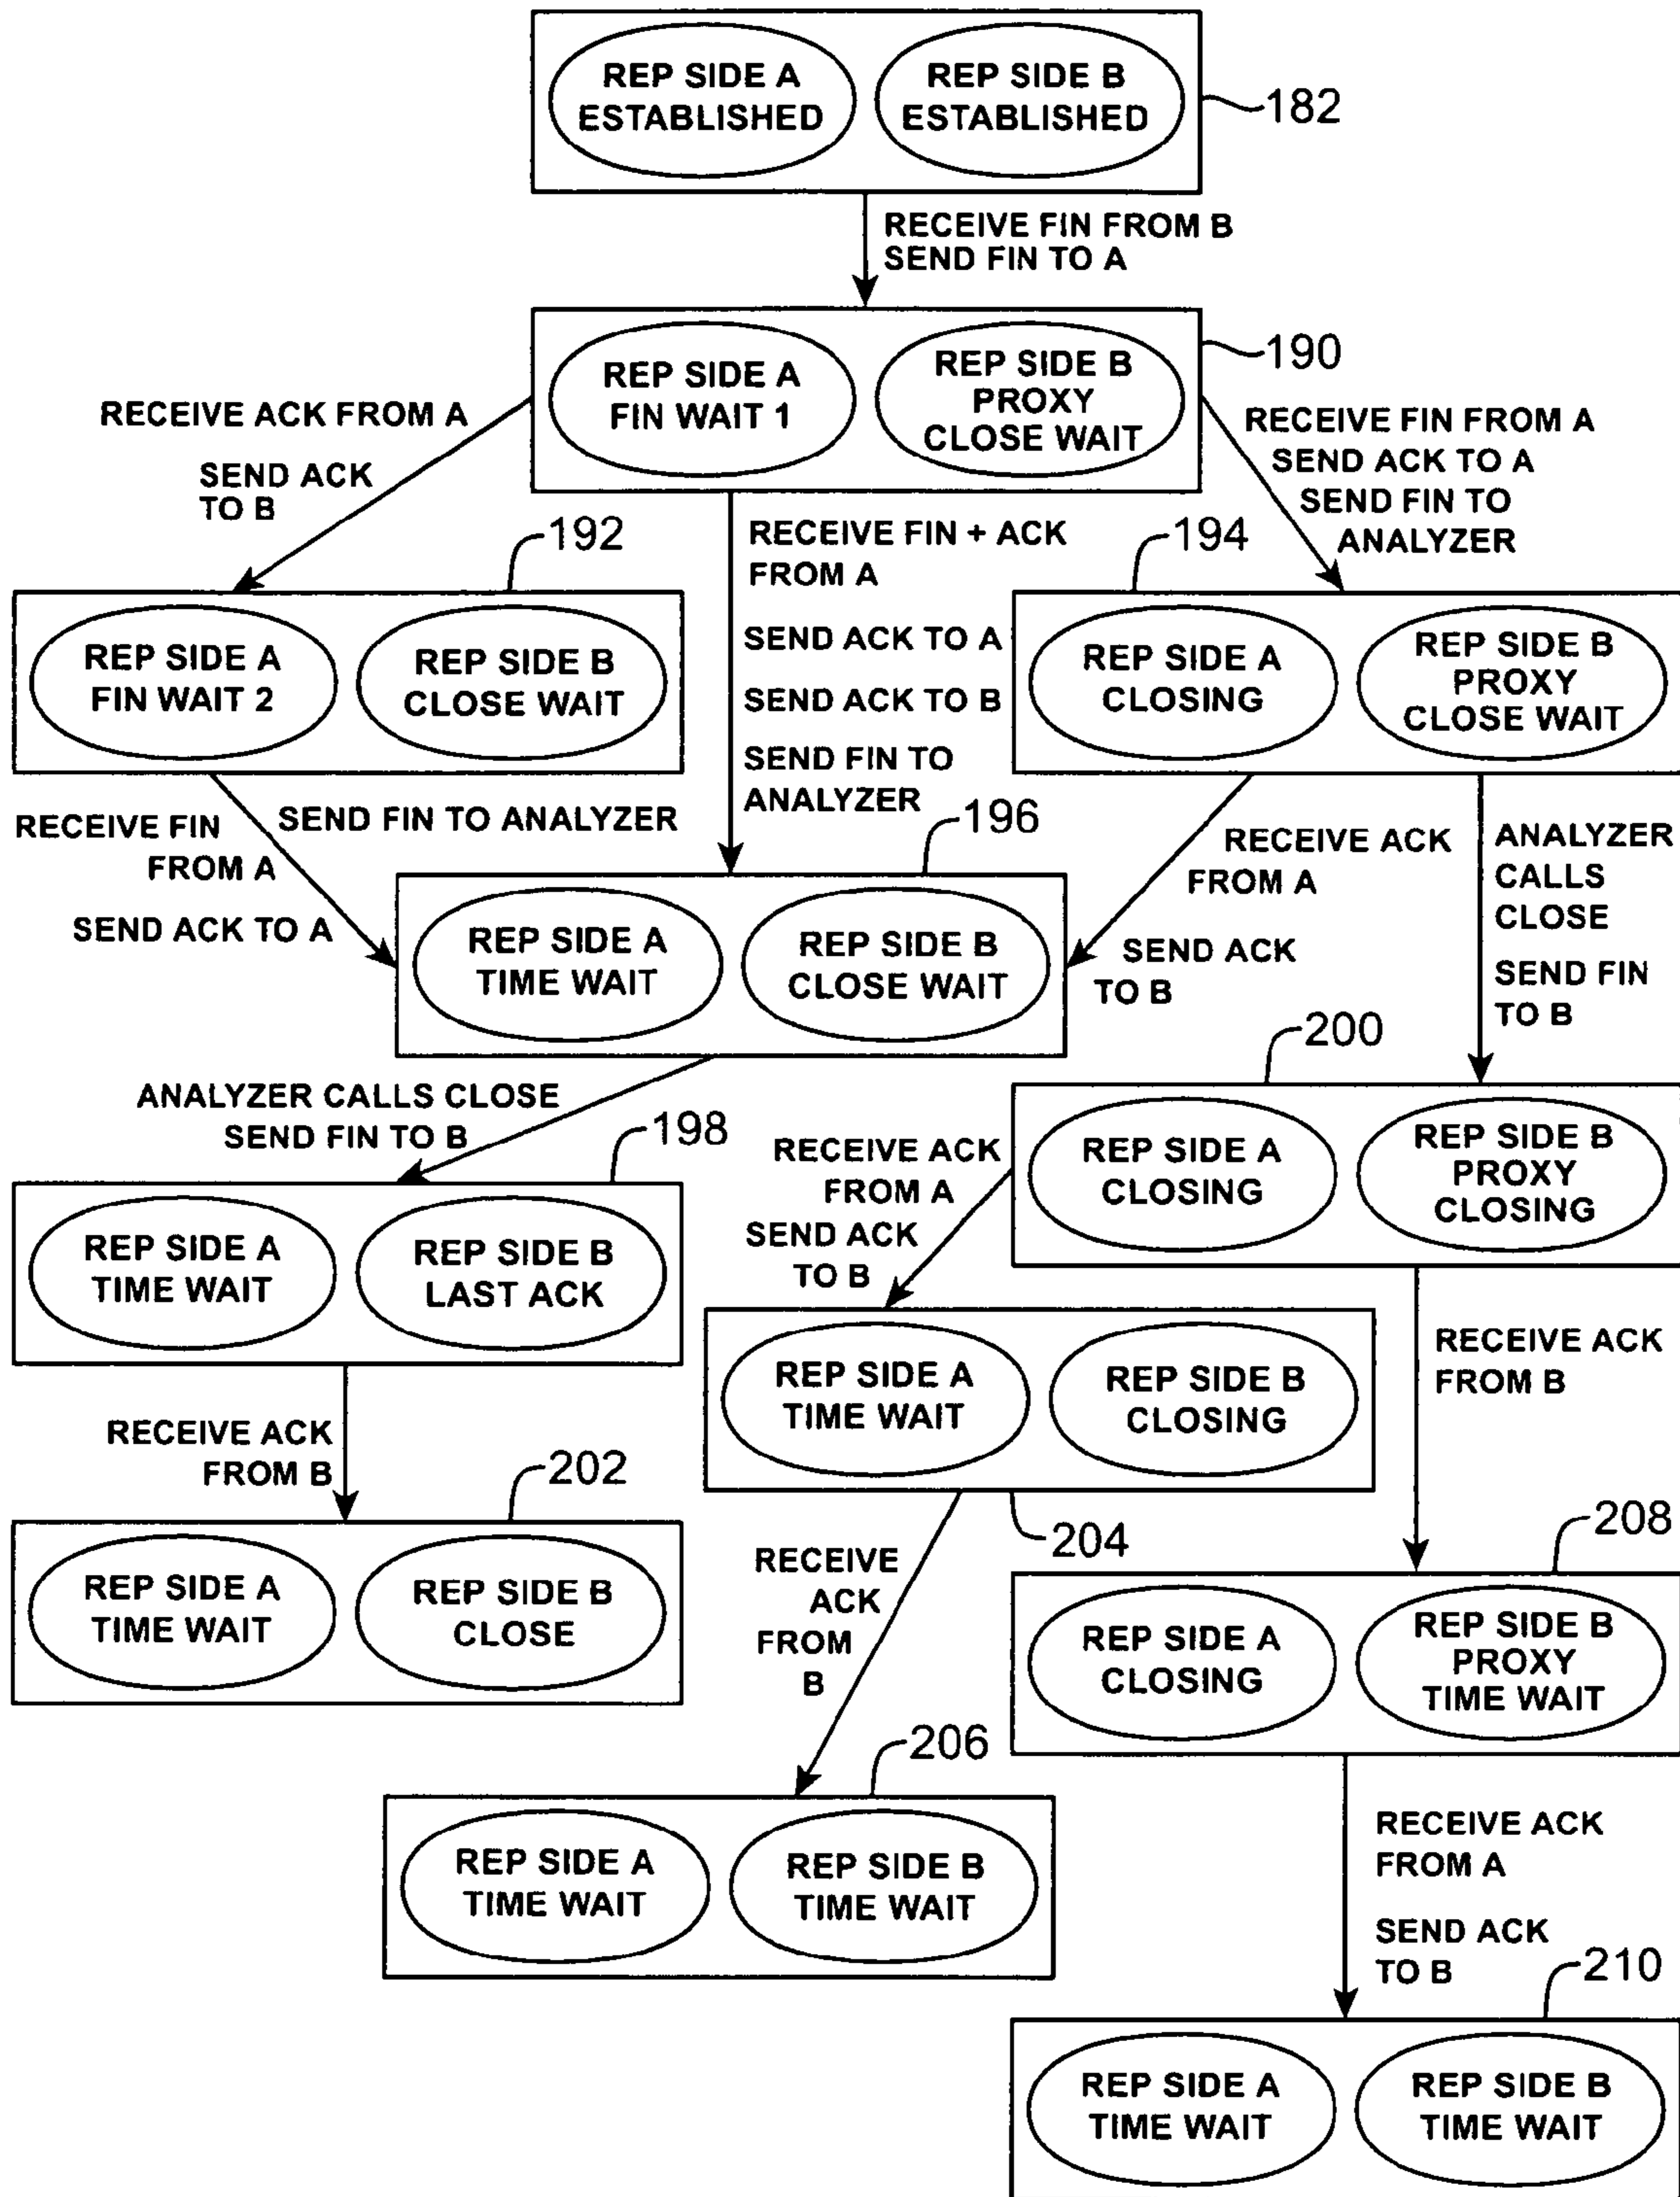 REP SIDE A
ESTABLISHED
REP SIDE B
ESTABLISHED
182
RECEIVE FIN FROM B
SEND FIN TO A
REP SIDE A
FIN WAIT 1
REP SIDE B
PROXY
CLOSE WAIT
190
RECEIVE ACK FROM A
SEND ACK
TO B
RECEIVE FIN + ACK
FROM A
SEND ACK TO A
SEND ACK TO B
SEND FIN TO
ANALYZER
RECEIVE FIN FROM A
SEND ACK TO A
SEND FIN TO
ANALYZER
192
REP SIDE A
FIN WAIT 2
REP SIDE B
CLOSE WAIT
194
REP SIDE A
CLOSING
REP SIDE B
PROXY
CLOSE WAIT
RECEIVE FIN
FROM A
SEND ACK TO A
SEND FIN TO ANALYZER
196
REP SIDE A
TIME WAIT
REP SIDE B
CLOSE WAIT
RECEIVE ACK
FROM A
SEND ACK
TO B
ANALYZER
CALLS
CLOSE
SEND FIN
TO B
ANALYZER CALLS CLOSE
SEND FIN TO B
198
REP SIDE A
TIME WAIT
REP SIDE B
LAST ACK
200
REP SIDE A
CLOSING
REP SIDE B
PROXY
CLOSING
RECEIVE ACK
FROM A
SEND ACK
TO B
REP SIDE A
TIME WAIT
REP SIDE B
CLOSING
204
RECEIVE ACK
FROM B
RECEIVE ACK
FROM B
202
REP SIDE A
TIME WAIT
REP SIDE B
CLOSE
RECEIVE
ACK
FROM
B
208
REP SIDE A
CLOSING
REP SIDE B
PROXY
TIME WAIT
206
REP SIDE A
TIME WAIT
REP SIDE B
TIME WAIT
RECEIVE ACK
FROM A
SEND ACK
TO B
210
REP SIDE A
TIME WAIT
REP SIDE B
TIME WAIT